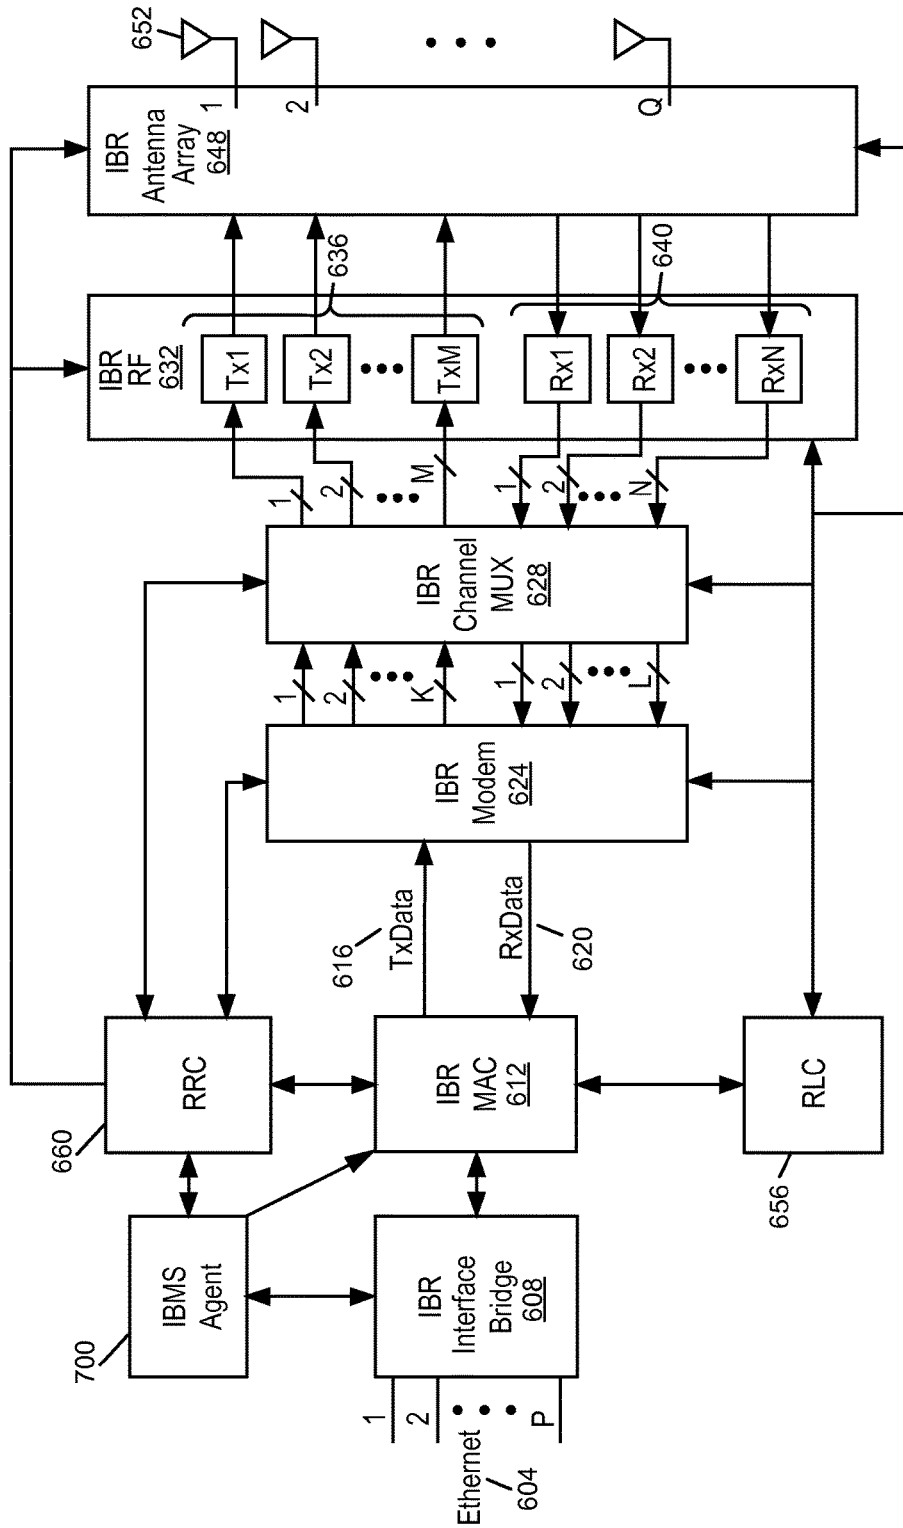 Ethernet
604
1
2
P
700
IBMS
Agent
IBR
Interface
Bridge
608
660
RRC
IBR
MAC
612
656
RLC
616
TxData
RxData
620
IBR
Modem
624
1
2
K
1
2
L
IBR
Channel
MUX
628
1
2
M
1
2
N
IBR
RF
632
Tx1
Tx2
TxM
Rx1
Rx2
RxN
636
640
IBR
Antenna
Array
648
1
2
Q
652